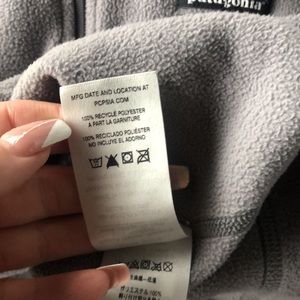 patagonia
MFG DATE AND LOCATION AT
PCPSIA.COM
100% RECYCLE POLYESTER
A PART LA GARNITURE
100% RECICLADO POLIÉSTER
NO INCLUYE EL ADORNO